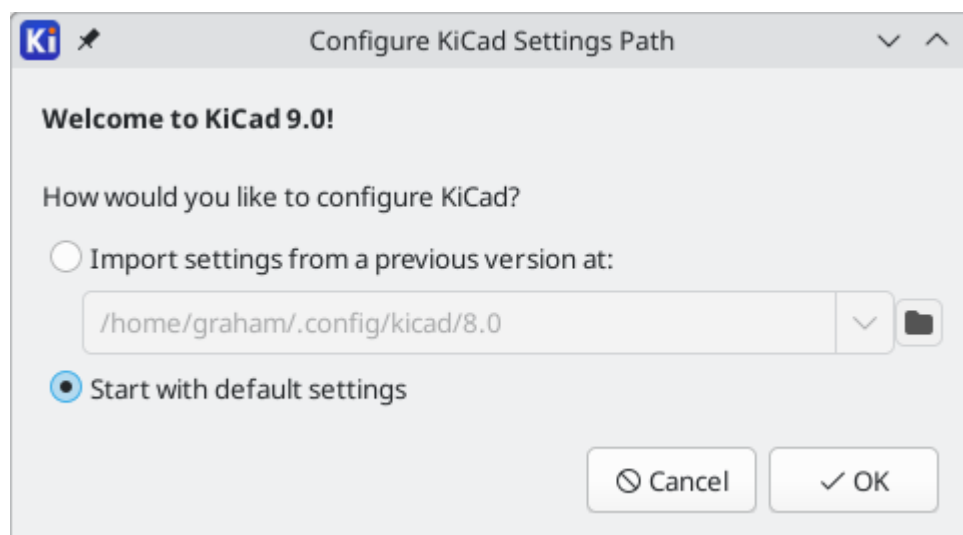 Ki Configure KiCad Settings Path
Welcome to KiCad 9.0!
How would you like to configure KiCad?
Import settings from a previous version at:
/home/graham/.config/kicad/8.0
Start with default settings
Cancel OK